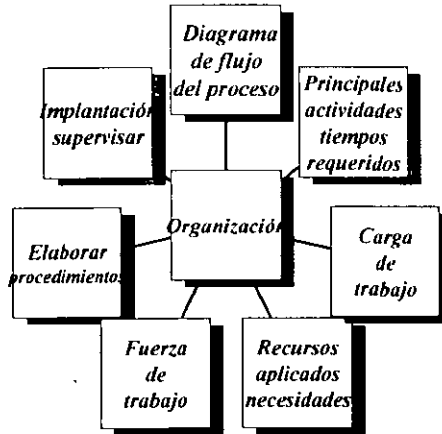 Diagrama
de flujo
del proceso
Principales
actividades
tiempos
requeridos
Carga
de
trabajo
Recursos
aplicados
necesidades
Fuerza
de
trabajo
Elaborar
procedimientos
Implantación
supervisar
Organización